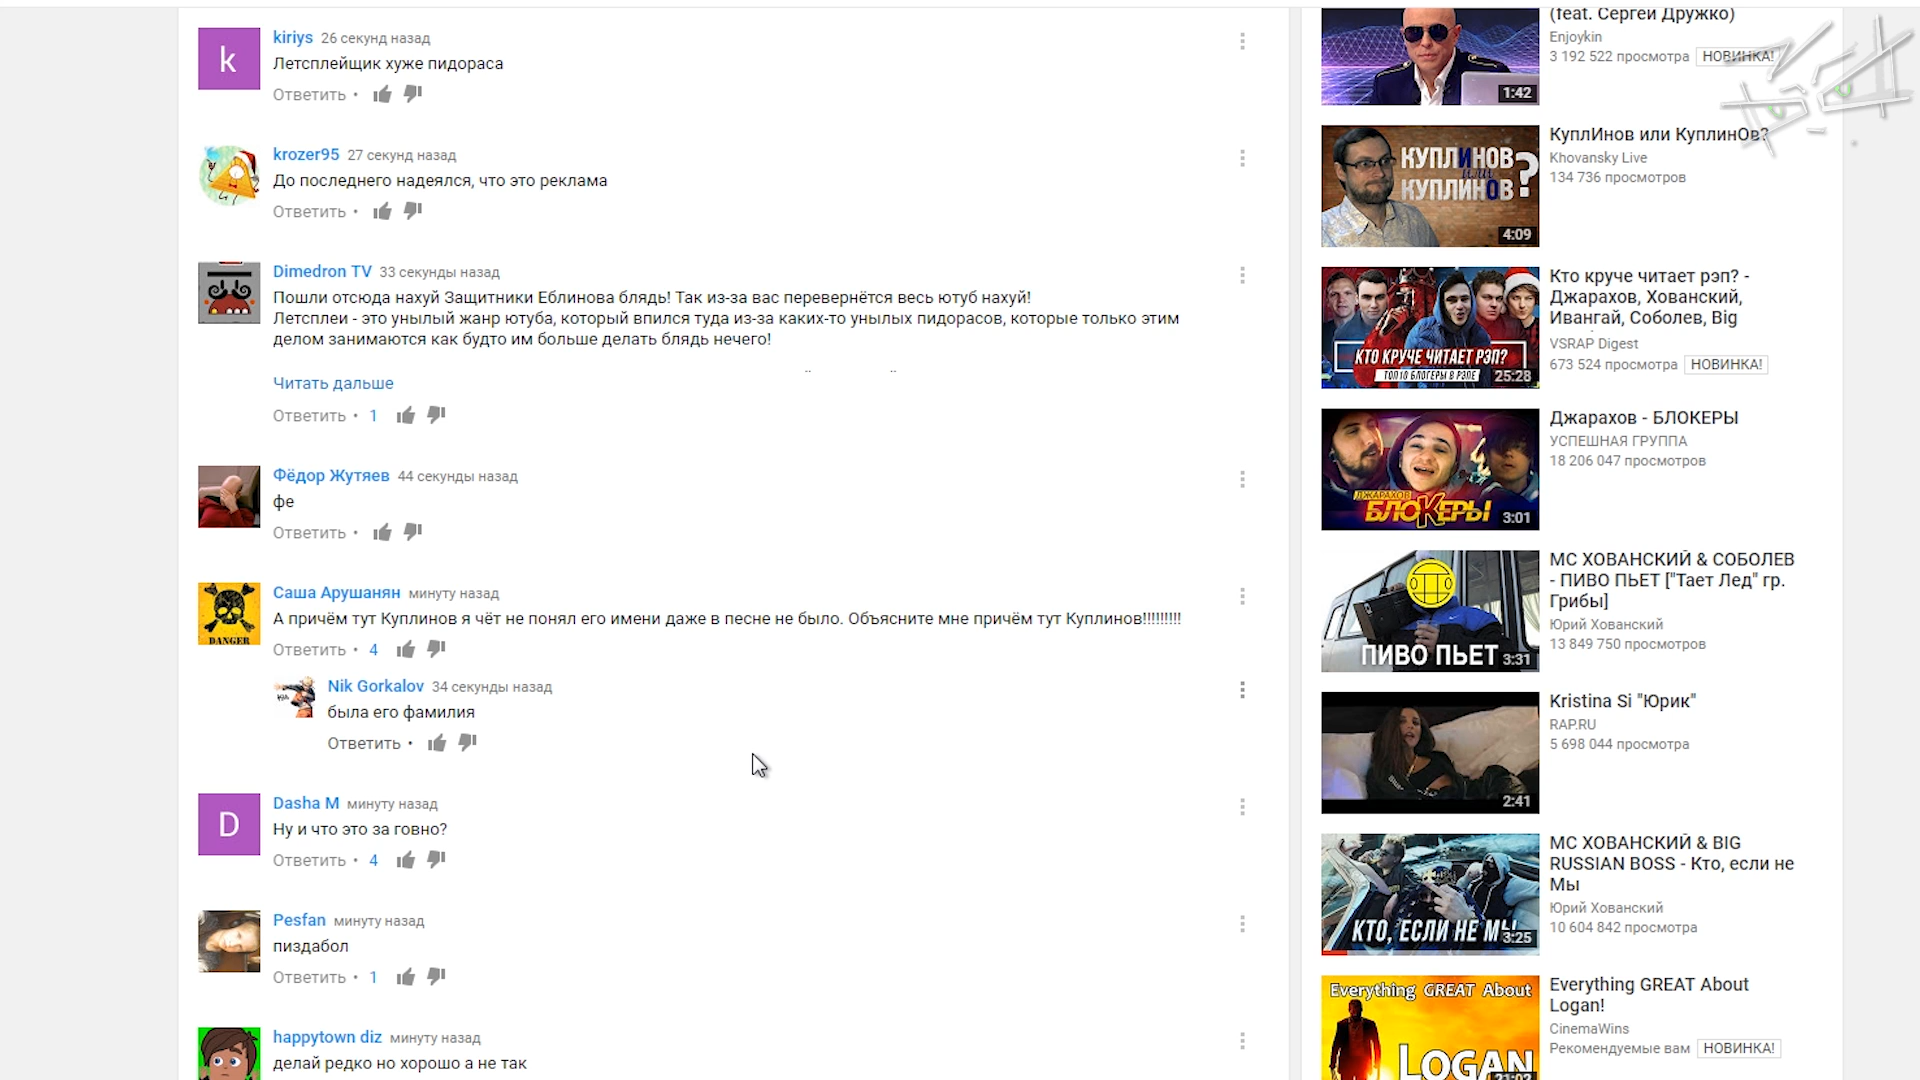 kiriys 26 секунд назад
Летсплейщик хуже пидораса
Ответить •
krozer95 27 секунд назад
До последнего надеялся, что это реклама
Ответить •
Dimedron TV 33 секунды назад
Пошли отсюда нахуй Защитники Еблинова блядь! Так из-за вас перевернётся весь ютуб нахуй!
Летсплеи - это унылый жанр ютуба, который впился туда из-за каких-то унылых пидорасов, которые только этим
делом занимаются как будто им больше делать блядь нечего!
Читать дальше
Ответить • 1
Фёдор Жутяев 44 секунды назад
фе
Ответить •
DANGER
Саша Арушанян минуту назад
А причём тут Куплинов я чёт не понял его имени даже в песне не было. Объясните мне причём тут Куплинов!!!!!!!!!
Ответить • 4
Nik Gorkalov 34 секунды назад
была его фамилия
Ответить •
D
Dasha M минуту назад
Ну и что это за говно?
Ответить • 4
Pesfan минуту назад
пиздабол
Ответить • 1
happytown diz минуту назад
делай редко но хорошо а не так
k
(feat. Сергей Дружко)
Enjoykin
3 192 522 просмотра НОВИНКА!
1:42
КУПЛИНОВ
или
КУПЛИНОВ ?
4:09
КуплИнов или КуплинОв?
Khovansky Live
134 736 просмотров
КТО КРУЧЕ ЧИТАЕТ РЭП?
ТОП 10 БЛОГЕРЫ В РЭПЕ
25:28
Кто круче читает рэп? -
Джарахов, Хованский,
Ивангай, Соболев, Big
VSRAP Digest
673 524 просмотра НОВИНКА!
ДЖАРАХОВ
БЛОКЕРЫ
3:01
Джарахов - БЛОКЕРЫ
УСПЕШНАЯ ГРУППА
18 206 047 просмотров
ПИВО ПЬЕТ
3:31
МС ХОВАНСКИЙ & СОБОЛЕВ
- ПИВО ПЬЕТ ["Тает Лед" гр.
Грибы]
Юрий Хованский
13 849 750 просмотров
2:41
Kristina Si "Юрик"
RAP.RU
5 698 044 просмотра
КТО, ЕСЛИ НЕ МЫ
3:25
МС ХОВАНСКИЙ & BIG
RUSSIAN BOSS - Кто, если не
Мы
Юрий Хованский
10 604 842 просмотра
Everything GREAT About
LOGAN
Everything GREAT About
Logan!
CinemaWins
Рекомендуемые вам НОВИНКА!